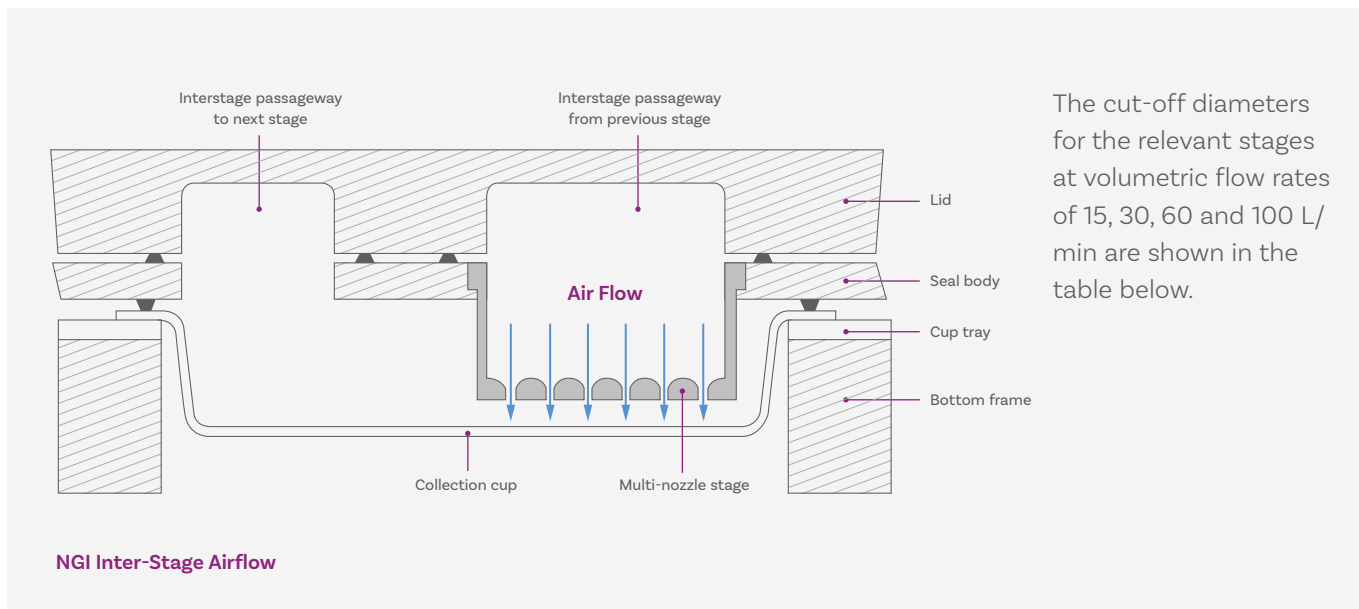 Interstage passageway
to next stage
Interstage passageway
from previous stage
The cut-off diameters
for the relevant stages
at volumetric flow rates
of 15, 30, 60 and 100 L/
min are shown in the
table below.
Lid
Seal body
Air Flow
Cup tray
Bottom frame
Collection cup
Multi-nozzle stage
NGI Inter-Stage Airflow